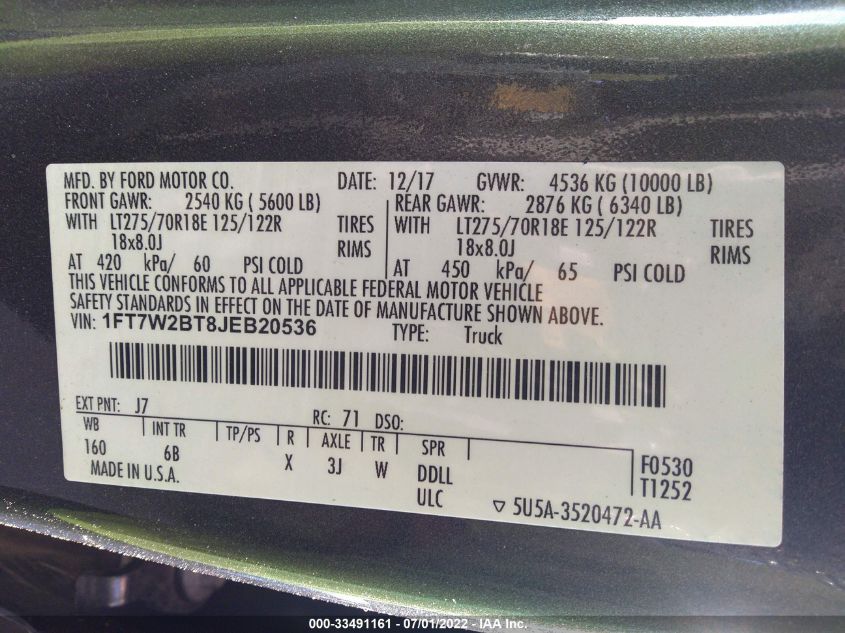 MFD. BY FORD MOTOR CO. DATE: 12/17 GVWR: 4536 KG (10000 LB)
FRONT GAWR: 2540 KG ( 5600 LB) REAR GAWR: 2876 KG ( 6340 LB)
WITH LT275/70R18E 125/122R TIRES WITH LT275/70R18E 125/122R TIRES
18x8.0J RIMS 18x8.0J RIMS
AT 420 kPa/ 60 PSI COLD AT 450 kPa/ 65 PSI COLD
THIS VEHICLE CONFORMS TO ALL APPLICABLE FEDERAL MOTOR VEHICLE
SAFETY STANDARDS IN EFFECT ON THE DATE OF MANUFACTURE SHOWN ABOVE.
VIN: 1FT7W2BT8JEB20536 TYPE: Truck
EXT PNT: J7 RC: 71 DSO:
WB INT TR TP/PS R AXLE TR SPR F0530
160 6B X 3J W DDLL T1252
MADE IN U.S.A. ULC ▽ 5U5A-3520472-AA
000-33491161 - 07/01/2022 - IAA Inc.